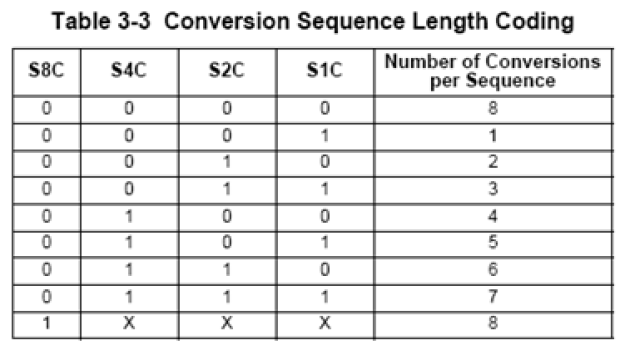 Table 3-3 Conversion Sequence Length Coding
S8C S4C S2C S1C Number of Conversions per Sequence
0 0 0 0 8
0 0 0 1 1
0 0 1 0 2
0 0 1 1 3
0 1 0 0 4
0 1 0 1 5
0 1 1 0 6
0 1 1 1 7
1 X X X 8